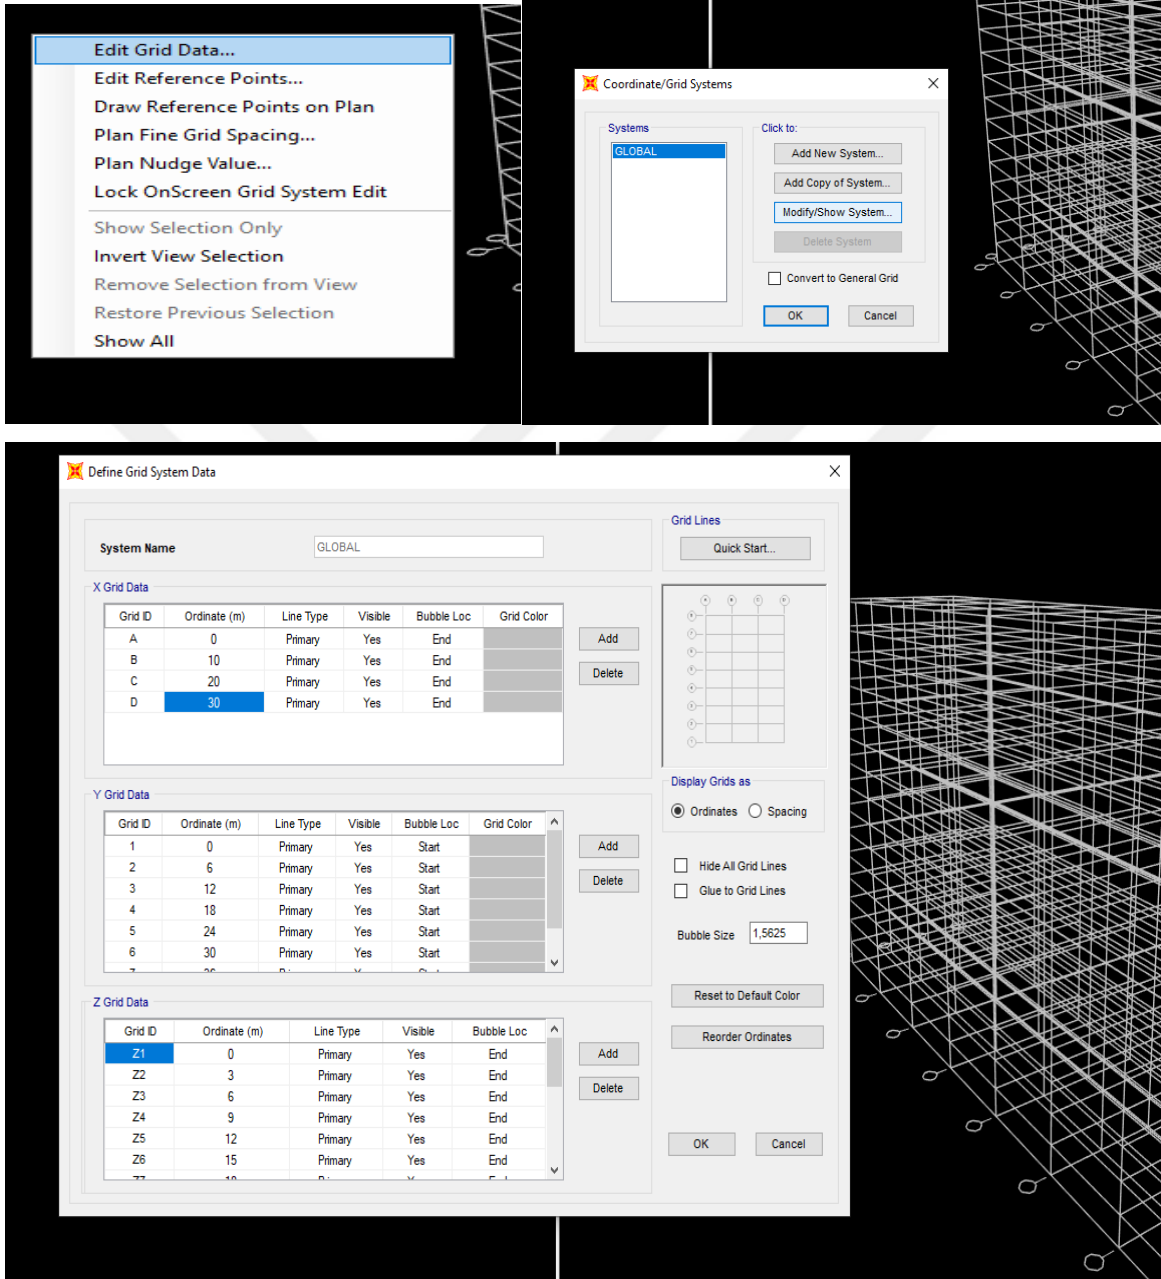 Edit Grid Data...
Edit Reference Points...
Draw Reference Points on Plan
Plan Fine Grid Spacing...
Plan Nudge Value...
Lock OnScreen Grid System Edit
Show Selection Only
Invert View Selection
Remove Selection from View
Restore Previous Selection
Show All
Coordinate/Grid Systems
Systems
GLOBAL
Click to:
Add New System...
Add Copy of System...
Modify/Show System...
Delete System
Convert to General Grid
OK Cancel
Define Grid System Data
System Name GLOBAL
Grid Lines
Quick Start...
X Grid Data
Grid ID Ordinate (m) Line Type Visible Bubble Loc Grid Color
A 0 Primary Yes End
B 10 Primary Yes End
C 20 Primary Yes End
D 30 Primary Yes End
Add
Delete
Y Grid Data
Grid ID Ordinate (m) Line Type Visible Bubble Loc Grid Color
1 0 Primary Yes Start
2 6 Primary Yes Start
3 12 Primary Yes Start
4 18 Primary Yes Start
5 24 Primary Yes Start
6 30 Primary Yes Start
Add
Delete
Z Grid Data
Grid ID Ordinate (m) Line Type Visible Bubble Loc
Z1 0 Primary Yes End
Z2 3 Primary Yes End
Z3 6 Primary Yes End
Z4 9 Primary Yes End
Z5 12 Primary Yes End
Z6 15 Primary Yes End
Add
Delete
Display Grids as
Ordinates Spacing
Hide All Grid Lines
Glue to Grid Lines
Bubble Size 1,5625
Reset to Default Color
Reorder Ordinates
OK Cancel